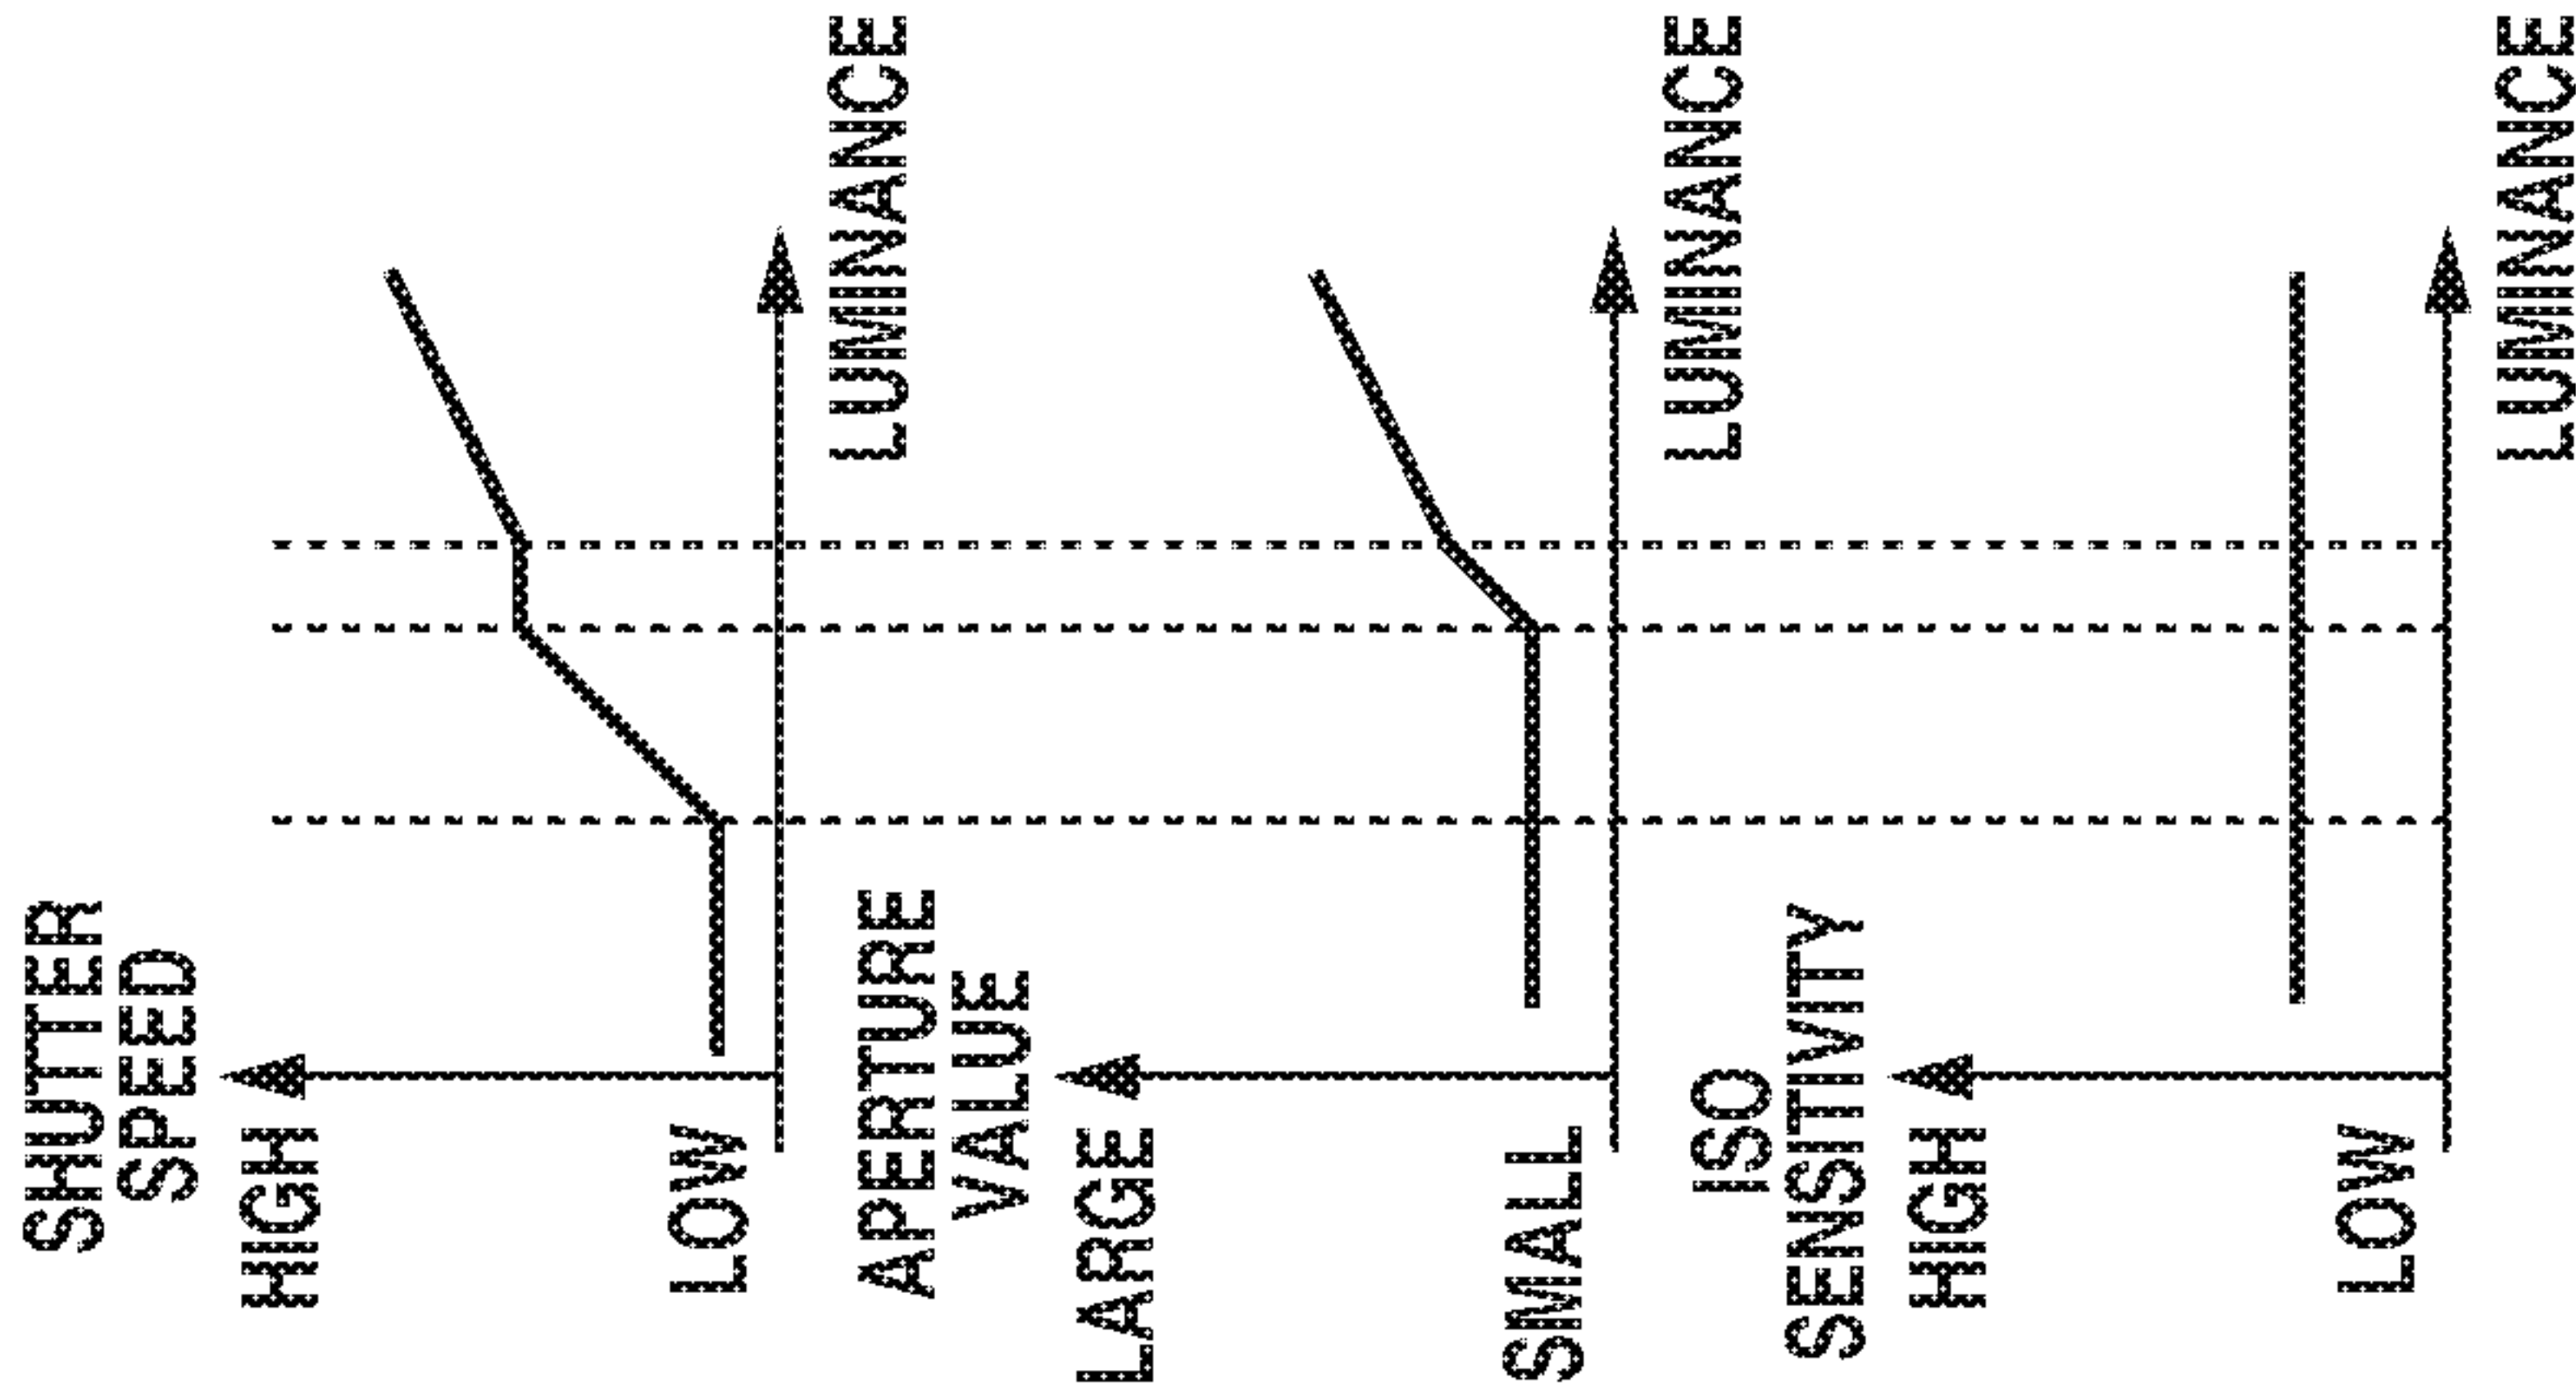 SHUTTER
SPEED
HIGH
LOW
LUMINANCE
APERTURE
VALUE
LARGE
SMALL
LUMINANCE
ISO
SENSITIVITY
HIGH
LOW
LUMINANCE